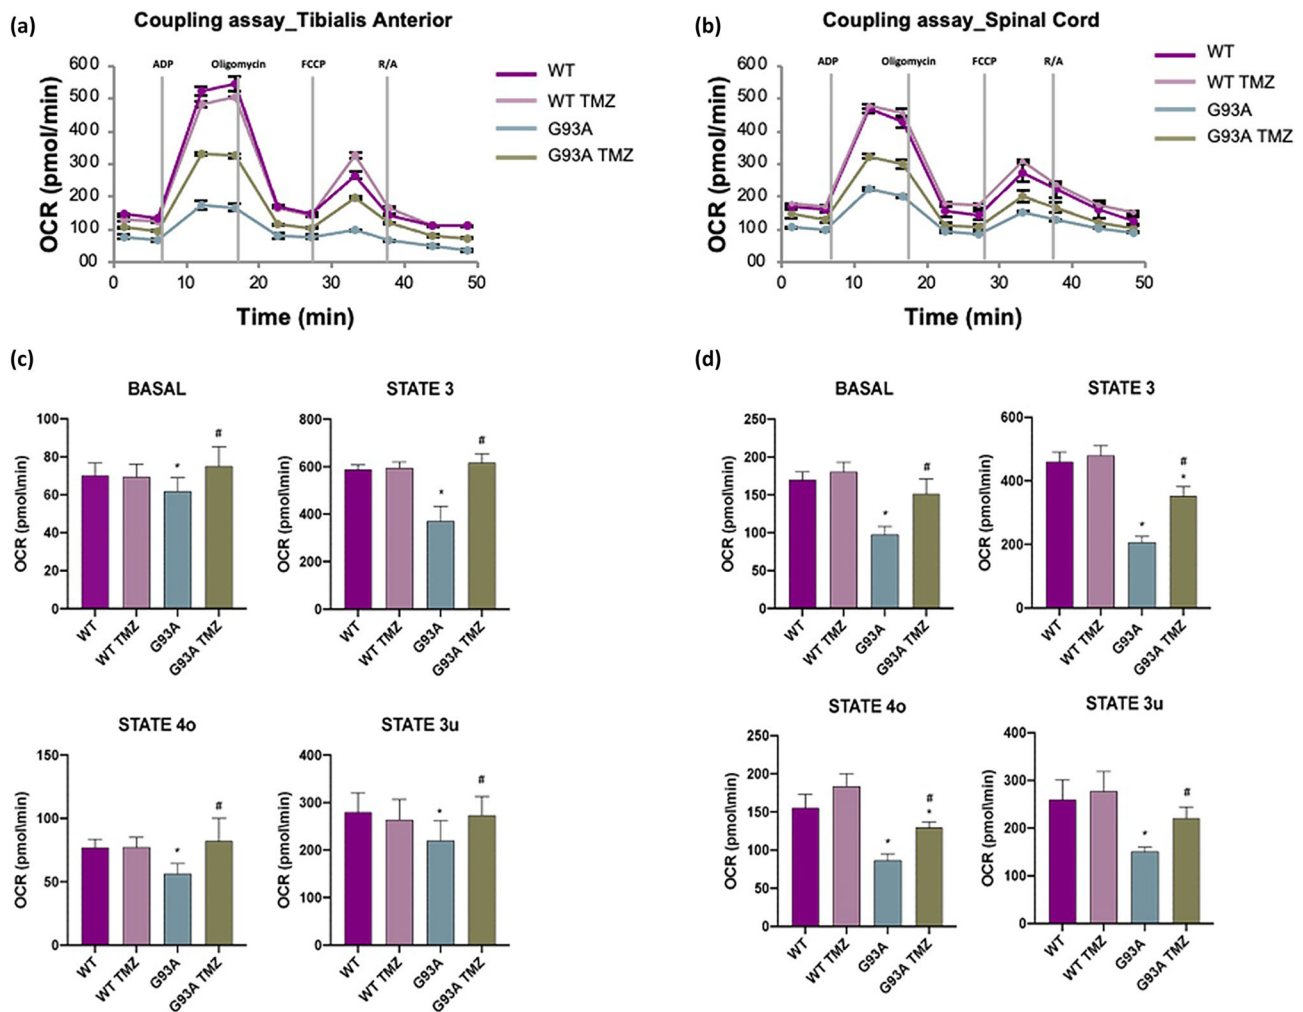 (a)
Coupling assay_Tibialis Anterior
600
500
400
300
200
100
00
OCR (pmol/min)
ADP
Oligomycin
FCCP
R/A
0
10
20
30
40
50
Time (min)
WT
WT TMZ
G93A
G93A TMZ
(b)
Coupling assay_Spinal Cord
600
500
400
300
200
100
00
OCR (pmol/min)
ADP
Oligomycin
FCCP
R/A
0
10
20
30
40
50
Time (min)
WT
WT TMZ
G93A
G93A TMZ
(c)
BASAL
100
80
60
40
20
0
OCR (pmol\min)
*
#
WT
WT TMZ
G93A
G93A TMZ
STATE 3
800
600
400
200
0
OCR (pmol\min)
*
#
WT
WT TMZ
G93A
G93A TMZ
STATE 4o
150
100
50
0
OCR (pmol\min)
*
#
WT
WT TMZ
G93A
G93A TMZ
STATE 3u
400
300
200
100
0
OCR (pmol\min)
*
#
WT
WT TMZ
G93A
G93A TMZ
(d)
BASAL
250
200
150
100
50
0
OCR (pmol\min)
*
#
WT
WT TMZ
G93A
G93A TMZ
STATE 3
600
400
200
0
OCR (pmol\min)
*
#
*
WT
WT TMZ
G93A
G93A TMZ
STATE 4o
250
200
150
100
50
0
OCR (pmol\min)
*
#
*
WT
WT TMZ
G93A
G93A TMZ
STATE 3u
400
300
200
100
0
OCR (pmol\min)
*
#
WT
WT TMZ
G93A
G93A TMZ